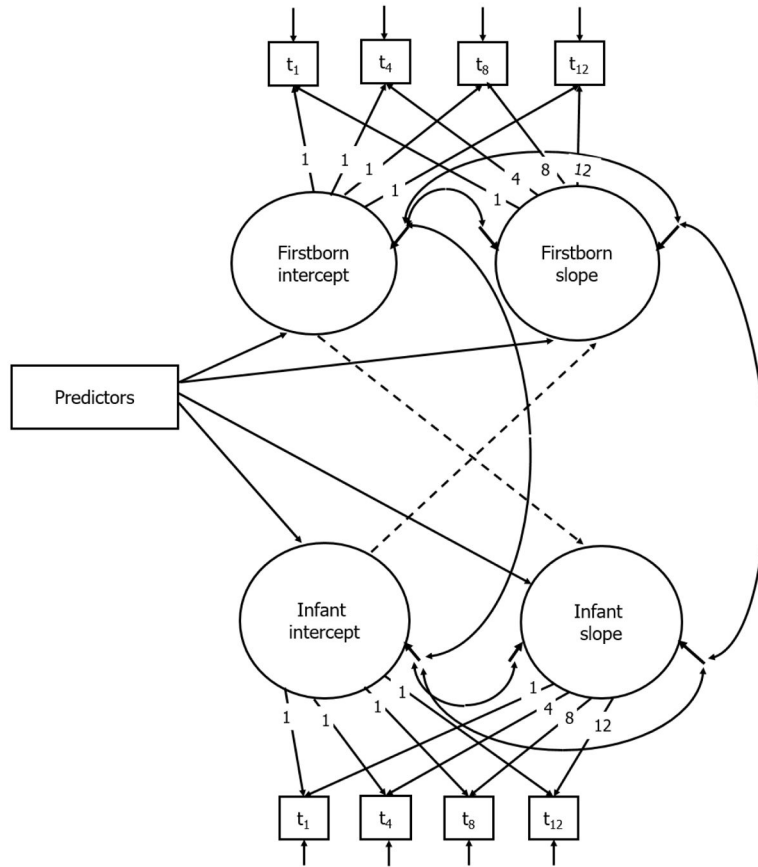 t₁ t₄ t₈ t₁₂
1 1 1 1 1 4 8 12
Firstborn
intercept
Firstborn
slope
Predictors
Infant
intercept
Infant
slope
1 1 1 1 1 4 8 12
t₁ t₄ t₈ t₁₂